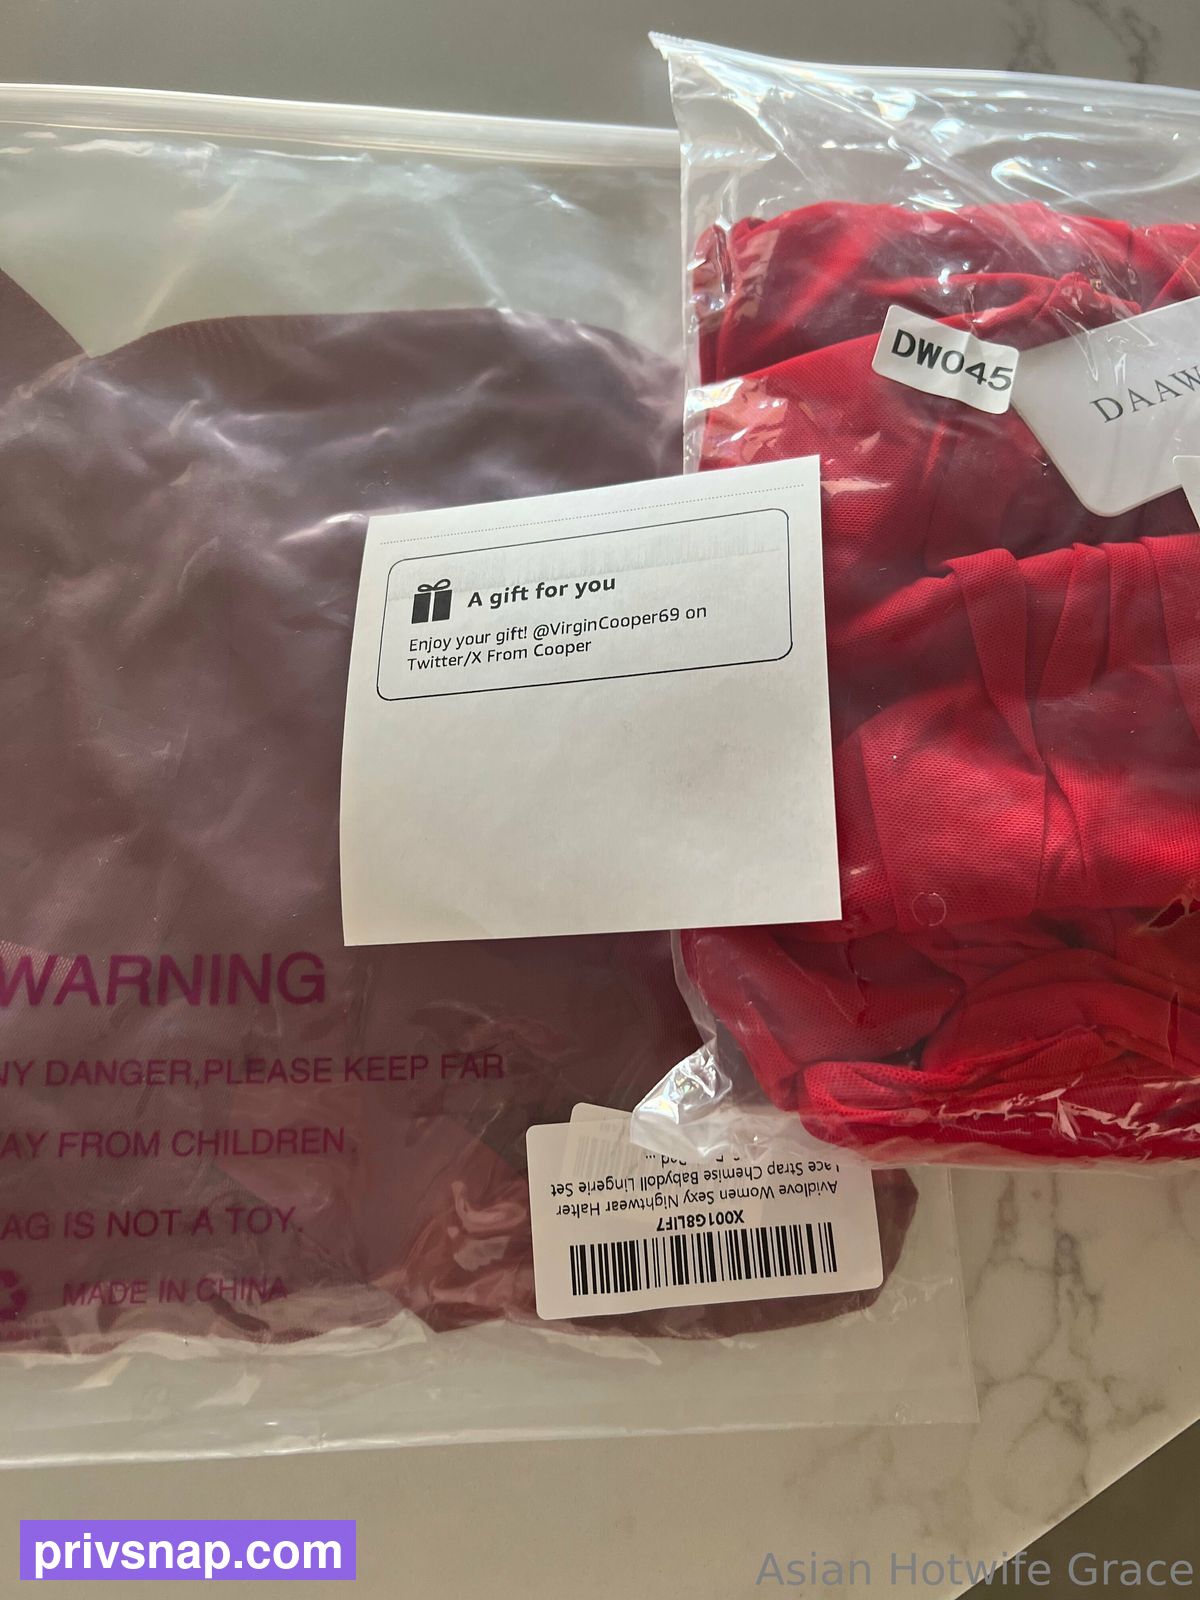 DW045
DAAW
A gift for you
Enjoy your gift! @VirginCooper69 on
Twitter/X From Cooper
WARNING
NY DANGER,PLEASE KEEP FAR
AY FROM CHILDREN.
AG IS NOT A TOY.
MADE IN CHINA
X001G8LIF7
Avidlove Women Sexy Nightwear Halter
Lace Strap Chemise Babydoll Lingerie Set
privsnap.com
Asian Hotwife Grace